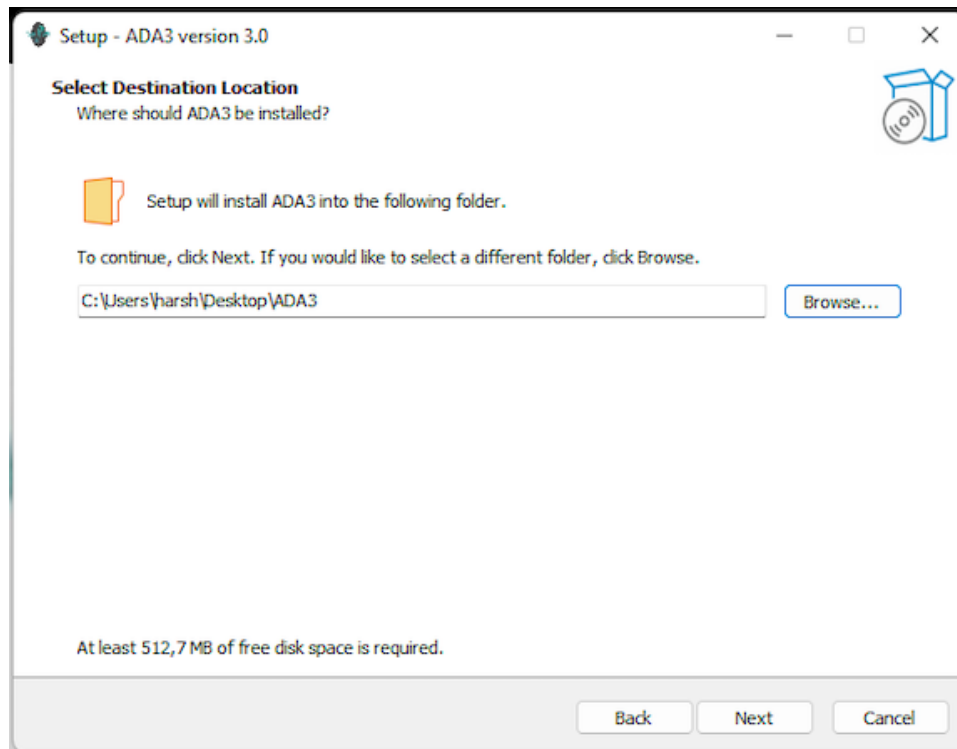 Setup - ADA3 version 3.0
Select Destination Location
Where should ADA3 be installed?
Setup will install ADA3 into the following folder.
To continue, click Next. If you would like to select a different folder, click Browse.
C:\Users\harsh\Desktop\ADA3
Browse...
At least 512,7 MB of free disk space is required.
Back
Next
Cancel